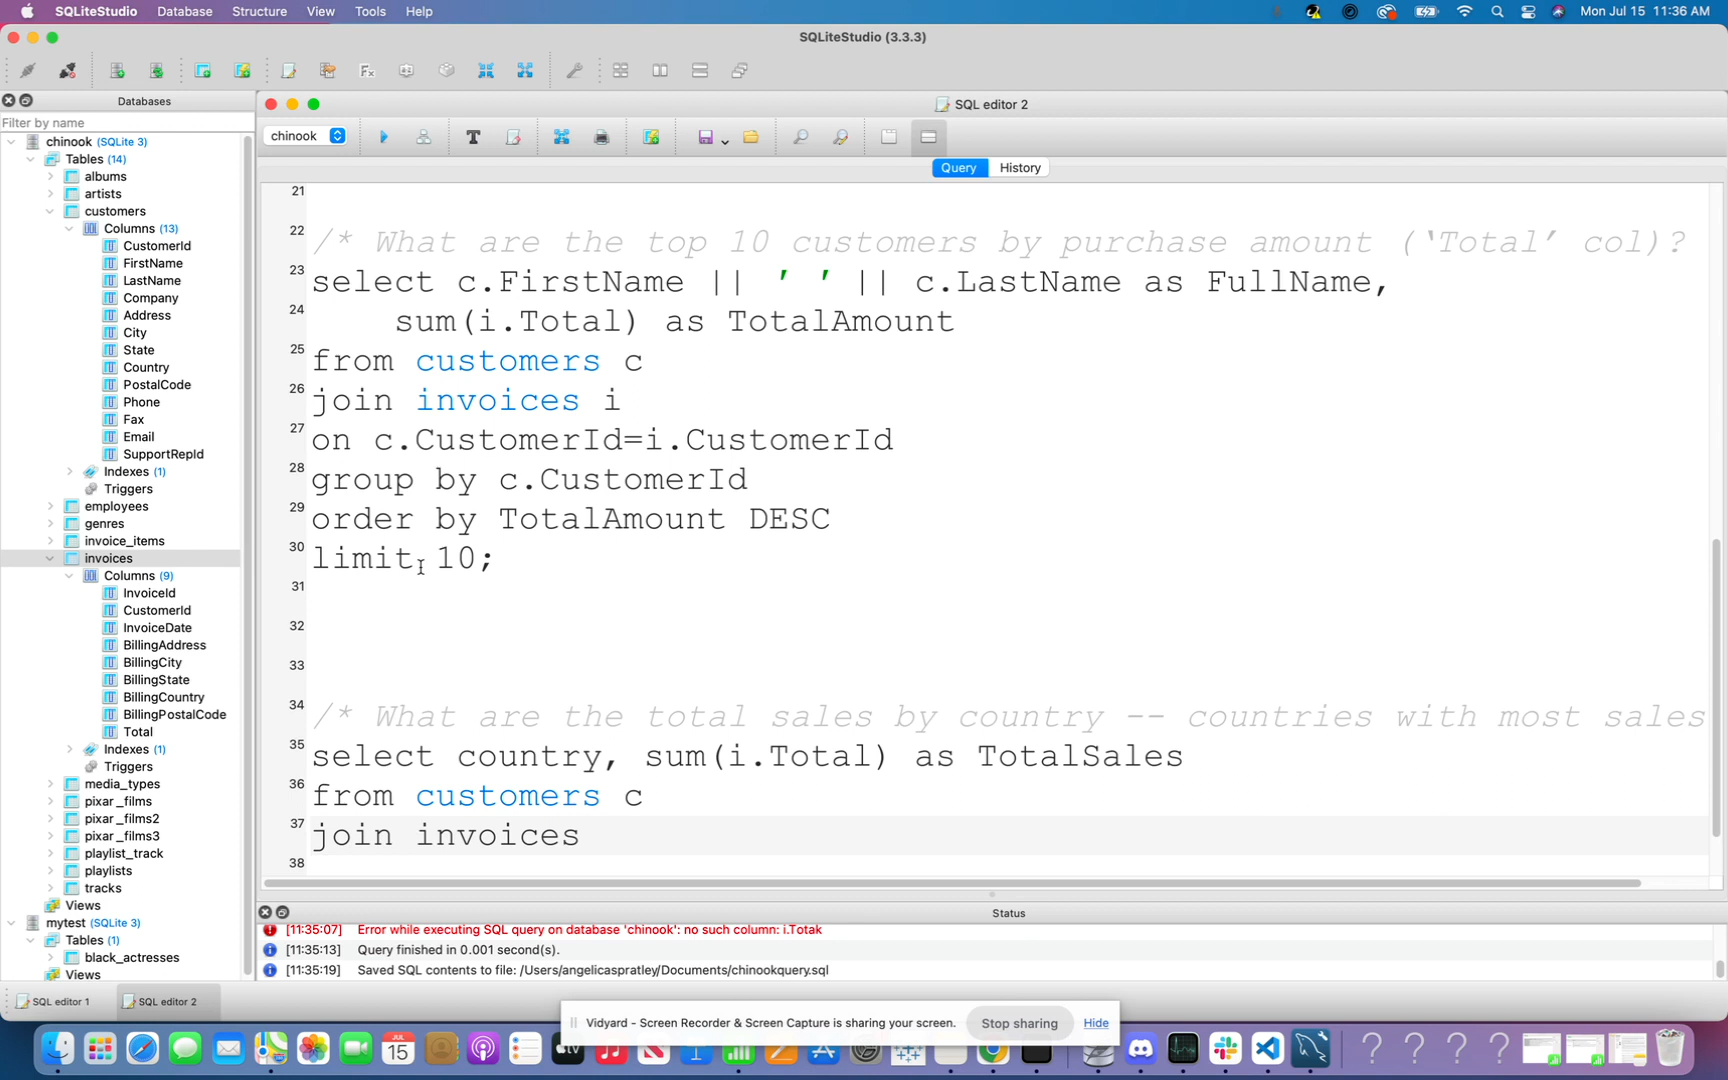 SQLiteStudio Database Structure View Tools Help Mon Jul 15 11:36 AM
SQLiteStudio (3.3.3)
Databases
SQL editor 2
Filter by name
chinook
chinook (SQLite 3)
Tables (14)
albums
artists
customers
Columns (13)
CustomerId
FirstName
LastName
Company
Address
City
State
Country
PostalCode
Phone
Fax
Email
SupportRepId
Indexes (1)
Triggers
employees
genres
invoice_items
invoices
Columns (9)
InvoiceId
CustomerId
InvoiceDate
BillingAddress
BillingCity
BillingState
BillingCountry
BillingPostalCode
Total
Indexes (1)
Triggers
media_types
pixar_films
pixar_films2
pixar_films3
playlist_track
playlists
tracks
Views
mytest (SQLite 3)
Tables (1)
black_actresses
Views
Query History
21
22 /* What are the top 10 customers by purchase amount (‘Total’ col)?
23 select c.FirstName || ' ' || c.LastName as FullName,
24 sum(i.Total) as TotalAmount
25 from customers c
26 join invoices i
27 on c.CustomerId=i.CustomerId
28 group by c.CustomerId
29 order by TotalAmount DESC
30 limit 10;
31
32
33
34 /* What are the total sales by country -- countries with most sales
35 select country, sum(i.Total) as TotalSales
36 from customers c
37 join invoices
38
Status
[11:35:07] Error while executing SQL query on database 'chinook': no such column: i.Totak
[11:35:13] Query finished in 0.001 second(s).
[11:35:19] Saved SQL contents to file: /Users/angelicaspratley/Documents/chinookquery.sql
SQL editor 1 SQL editor 2
Vidyard - Screen Recorder & Screen Capture is sharing your screen. Stop sharing Hide
JUL
15